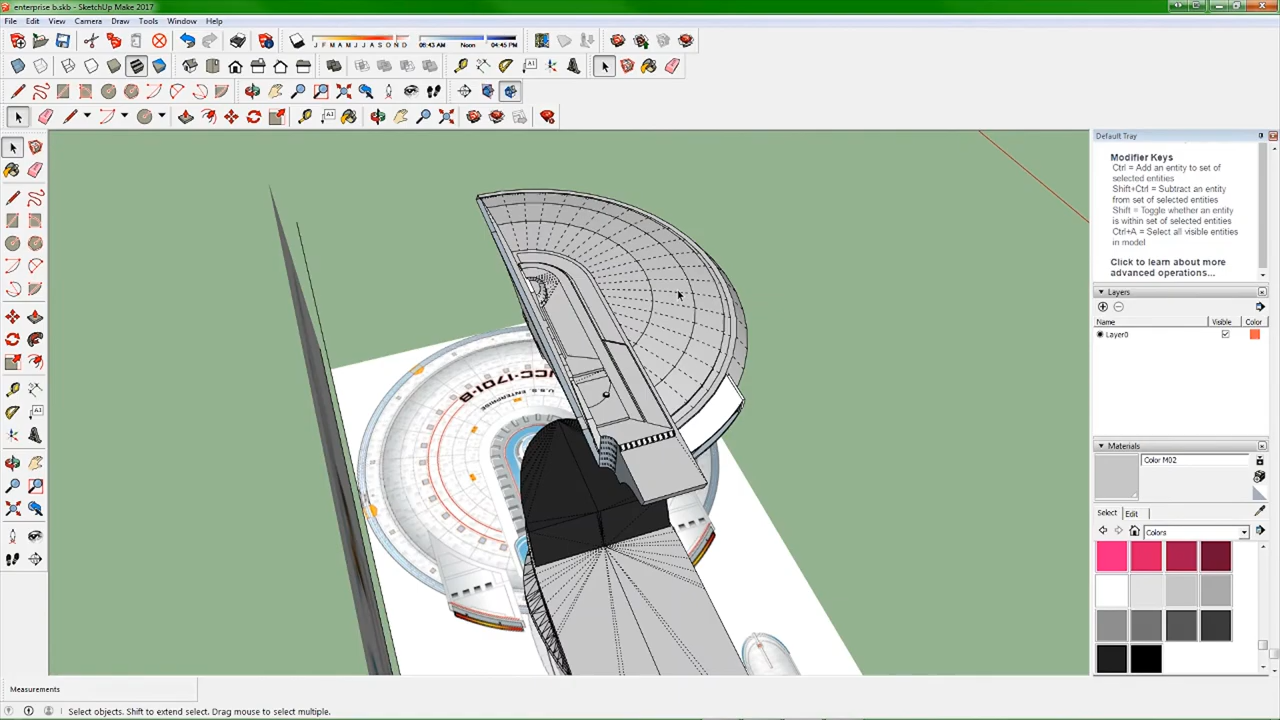 enterprise b.skb - SketchUp Make 2017
File Edit View Camera Draw Tools Window Help
J F M A M J J A S O N D
06:43 AM Noon 04:45 PM
Default Tray
Modifier Keys
Ctrl = Add an entity to set of
selected entities
Shift+Ctrl = Subtract an entity
from set of selected entities
Shift = Toggle whether an entity
is within set of selected entities
Ctrl+A = Select all visible entities
in model
Click to learn about more
advanced operations...
Layers
Name Visible Color
Layer0
Materials
Color M02
Select Edit
Colors
NCC-1701-B
U.S.S. ENTERPRISE
Measurements
Select objects. Shift to extend select. Drag mouse to select multiple.